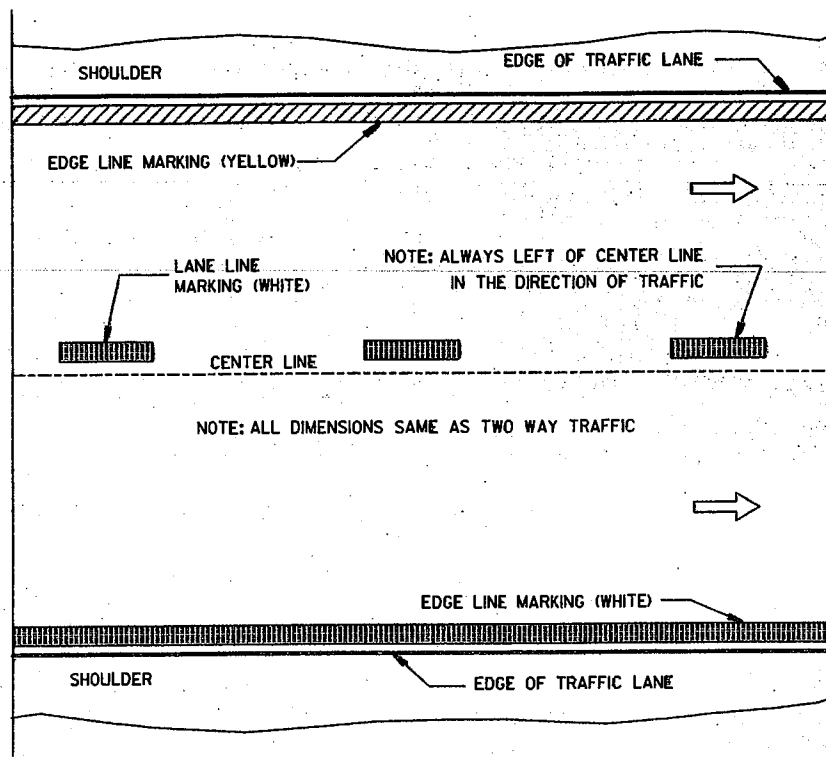 EDGE OF TRAFFIC LANE
SHOULDER
EDGE LINE MARKING (YELLOW)
NOTE: ALWAYS LEFT OF CENTER LINE
IN THE DIRECTION OF TRAFFIC
LANE LINE
MARKING (WHITE)
CENTER LINE
NOTE: ALL DIMENSIONS SAME AS TWO WAY TRAFFIC
EDGE LINE MARKING (WHITE)
SHOULDER
EDGE OF TRAFFIC LANE